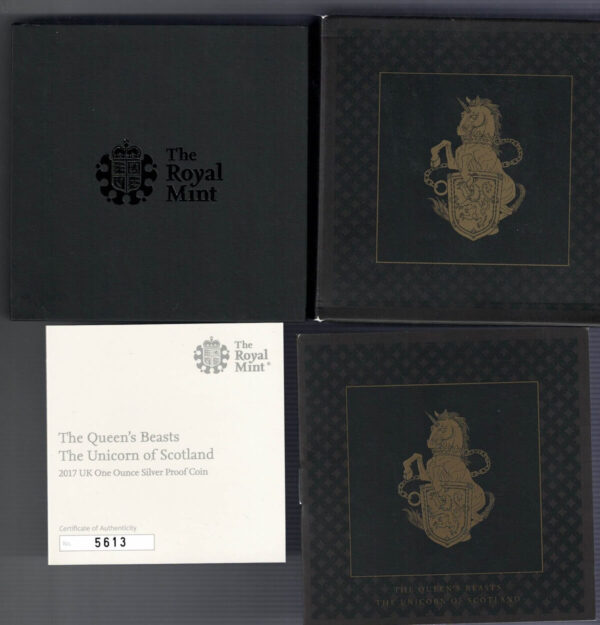 The
Royal
Mint
The
Royal
Mint®
The Queen's Beasts
The Unicorn of Scotland
2017 UK One Ounce Silver Proof Coin
Certificate of Authenticity
No. 5613
THE QUEEN'S BEASTS
THE UNICORN OF SCOTLAND